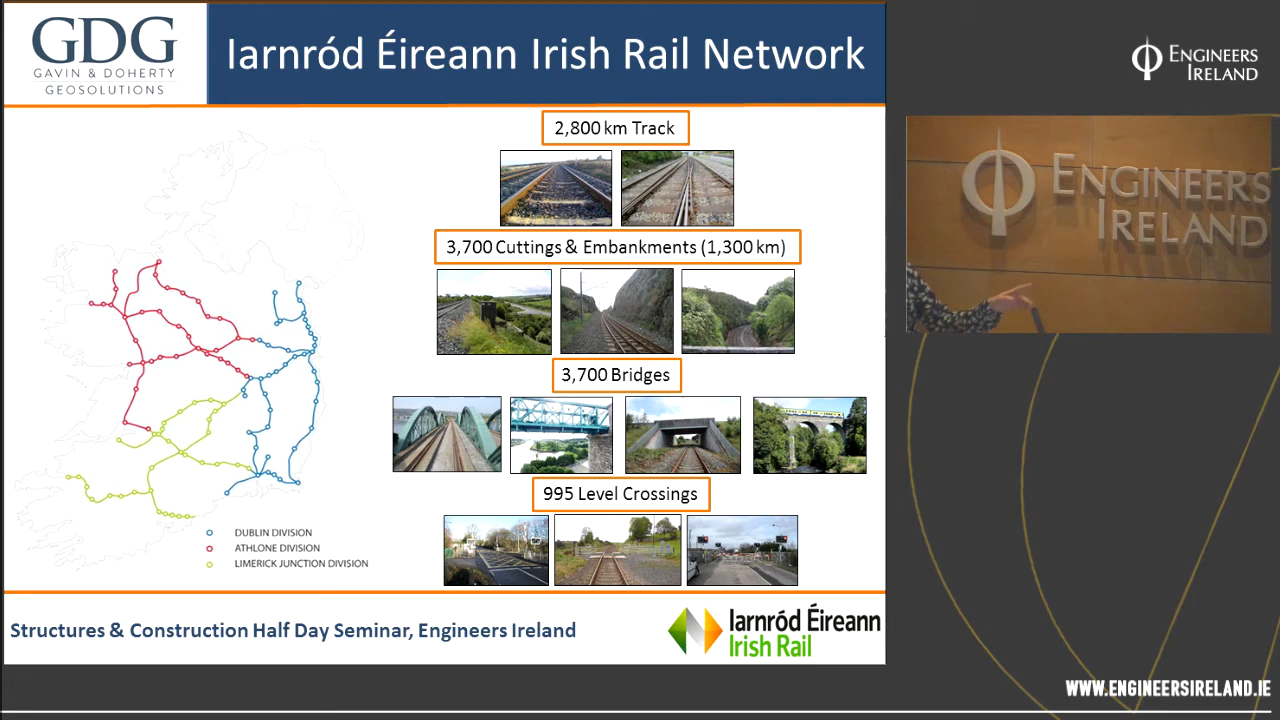 GDG
GAVIN & DOHERTY
GEOSOLUTIONS
Iarnród Éireann Irish Rail Network
2,800 km Track
3,700 Cuttings & Embankments (1,300 km)
3,700 Bridges
995 Level Crossings
DUBLIN DIVISION
ATHLONE DIVISION
LIMERICK JUNCTION DIVISION
Structures & Construction Half Day Seminar, Engineers Ireland
Iarnród Éireann
Irish Rail
ENGINEERS
IRELAND
ENGINEERS
IRELAND
WWW.ENGINEERSIRELAND.IE